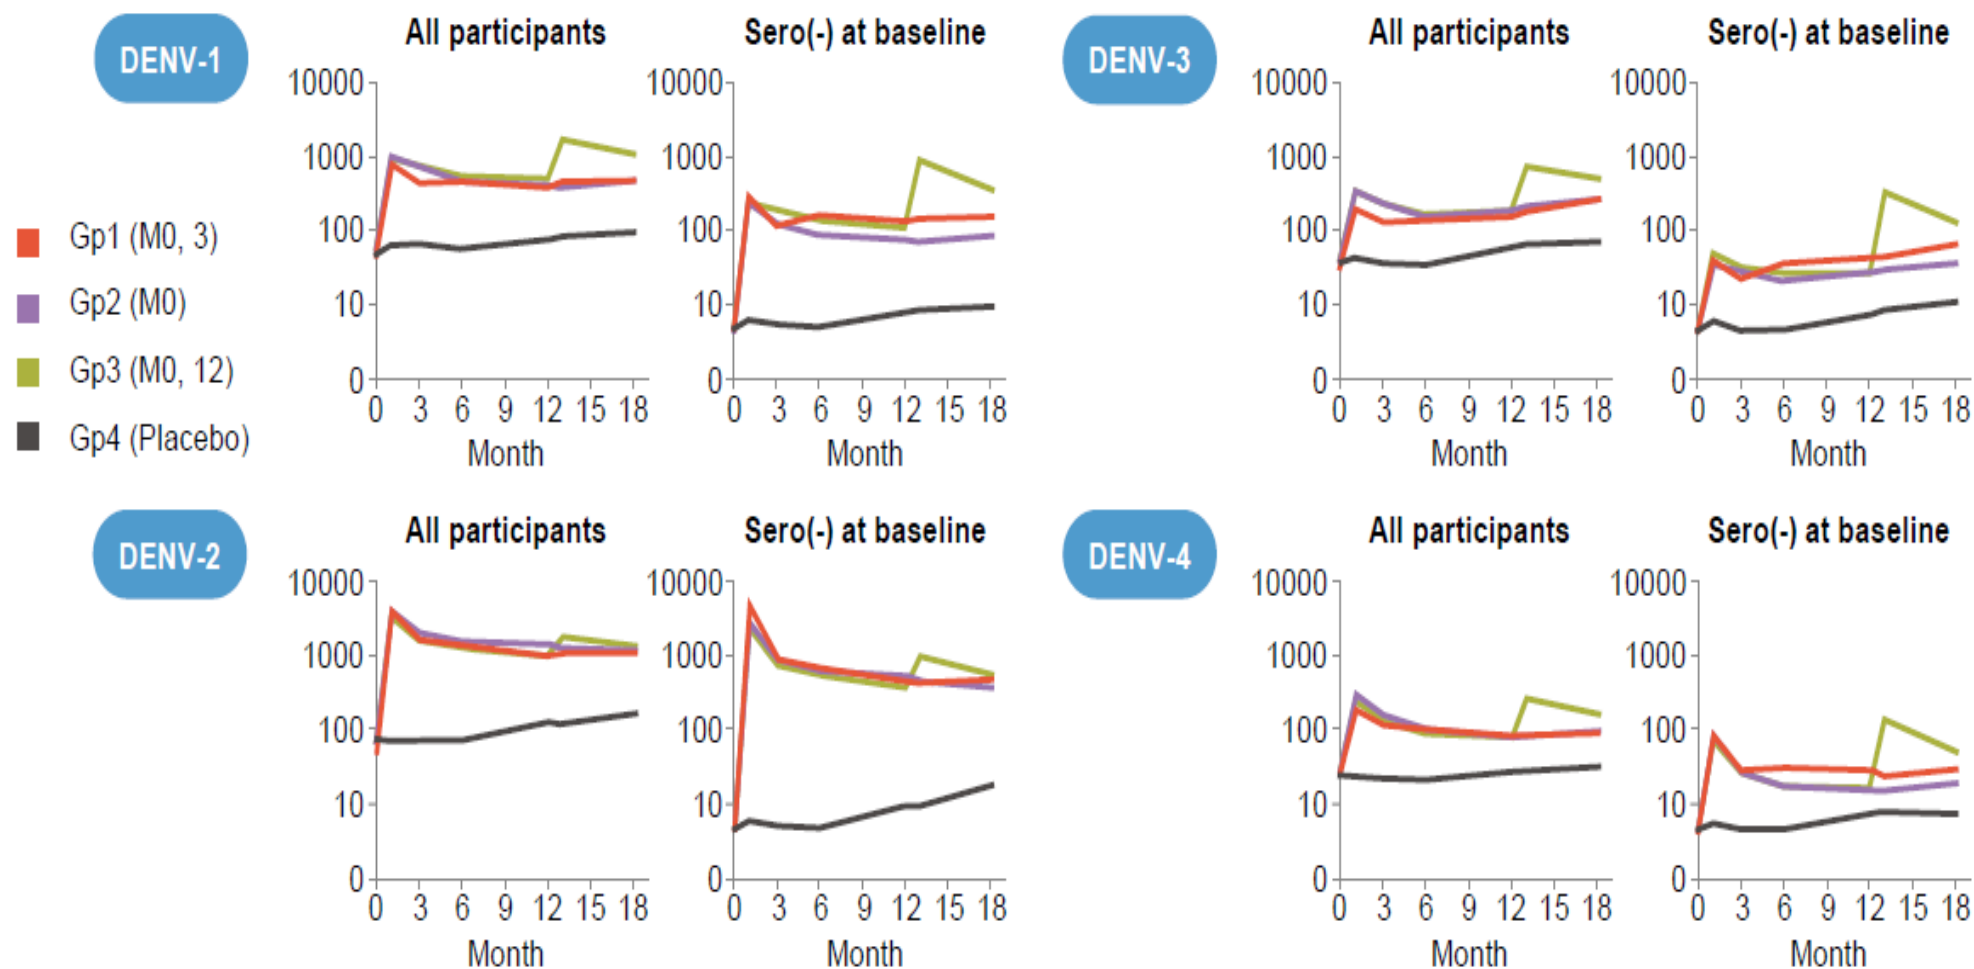 DENV-1
All participants
Sero(-) at baseline
10000
1000
100
10
0
0 3 6 9 12 15 18
Month
10000
1000
100
10
0
0 3 6 9 12 15 18
Month
DENV-3
All participants
Sero(-) at baseline
10000
1000
100
10
0
0 3 6 9 12 15 18
Month
10000
1000
100
10
0
0 3 6 9 12 15 18
Month
Gp1 (M0, 3)
Gp2 (M0)
Gp3 (M0, 12)
Gp4 (Placebo)
DENV-2
All participants
Sero(-) at baseline
10000
1000
100
10
0
0 3 6 9 12 15 18
Month
10000
1000
100
10
0
0 3 6 9 12 15 18
Month
DENV-4
All participants
Sero(-) at baseline
10000
1000
100
10
0
0 3 6 9 12 15 18
Month
10000
1000
100
10
0
0 3 6 9 12 15 18
Month